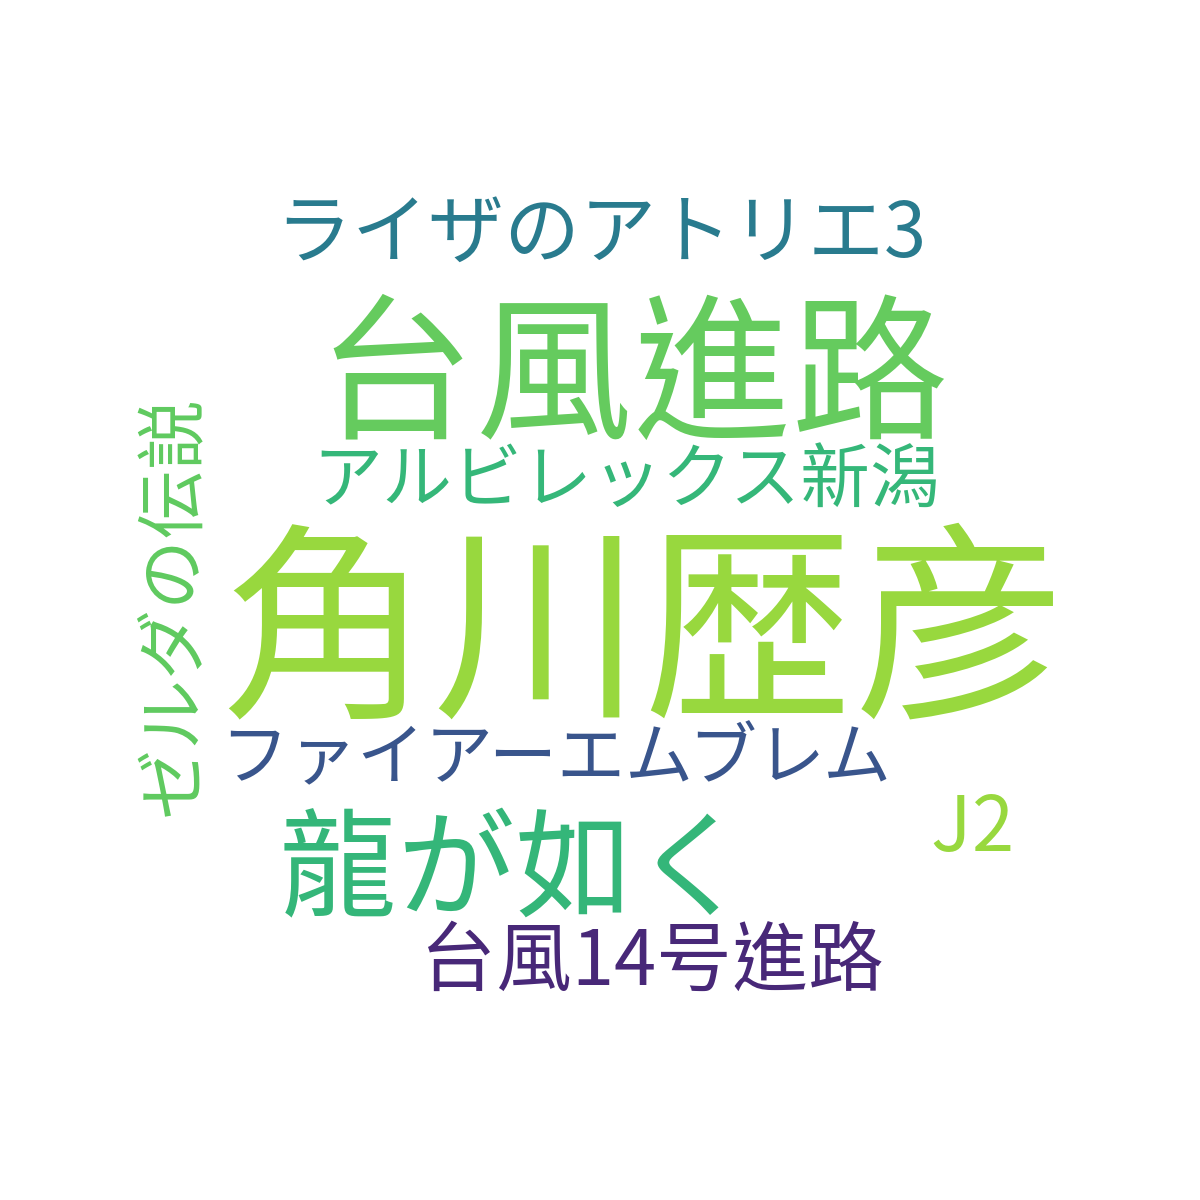 ライザのアトリエ3
台風進路
アルビレックス新潟
ゼルダの伝説
角川歴彦
ファイアーエムブレム
J2
龍が如く
台風14号進路